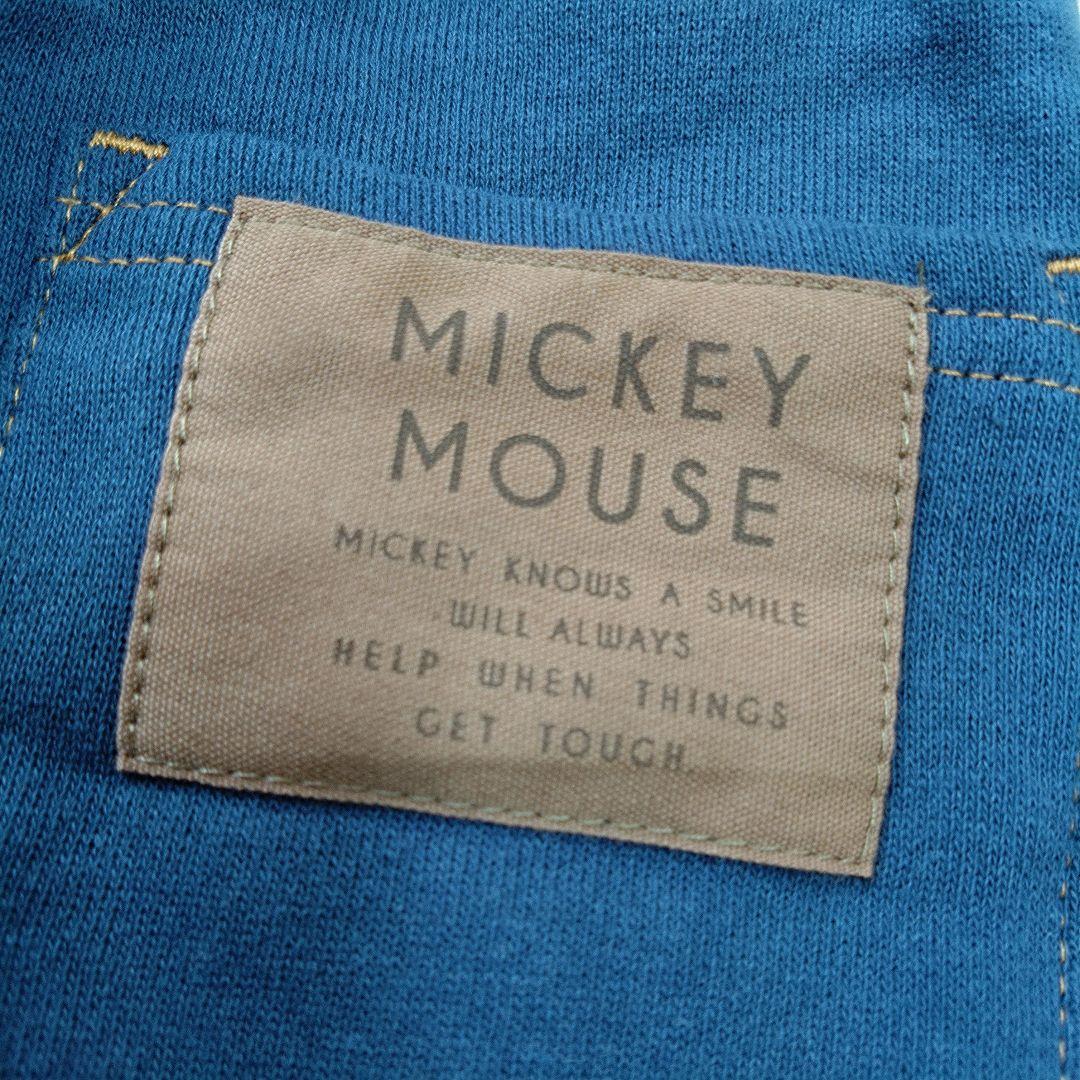 MICKEY
MOUSE
MICKEY KNOWS A SMILE
WILL ALWAYS
HELP WHEN THINGS
GET TOUGH.